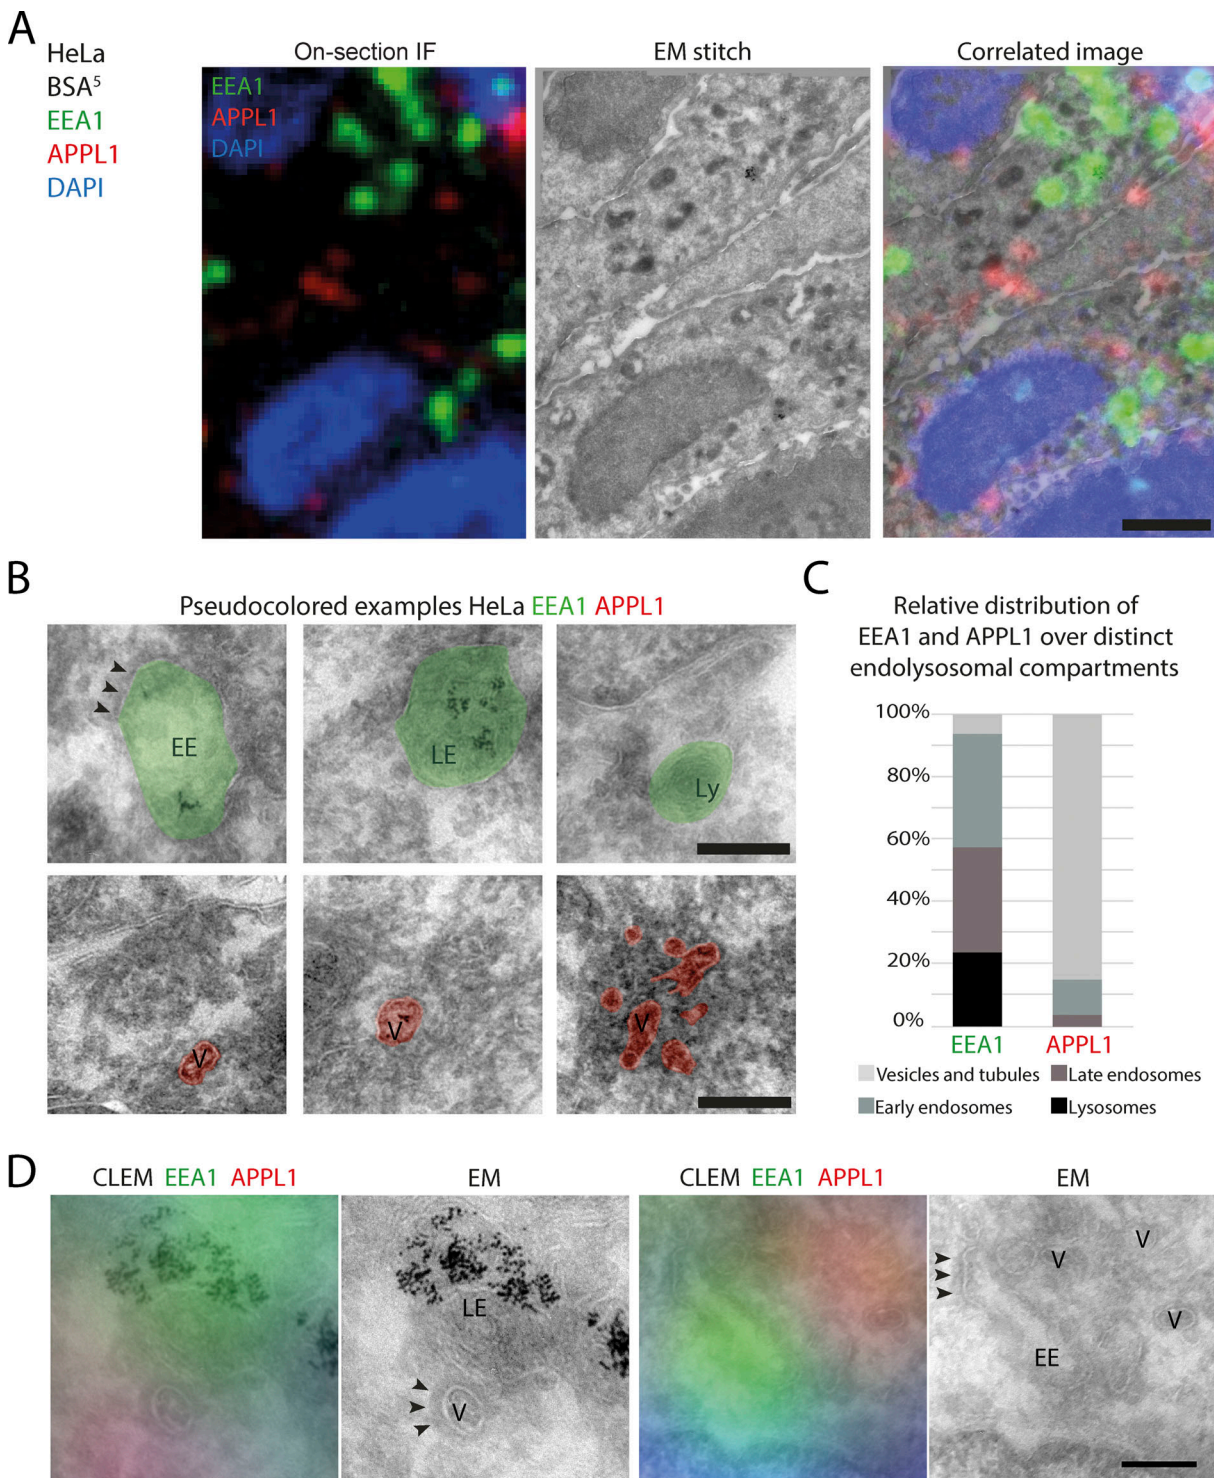 A
HeLa
BSA⁵
EEA1
APPL1
DAPI
On-section IF
EEA1
APPL1
DAPI
EM stitch
Correlated image
B
Pseudocolored examples HeLa EEA1 APPL1
EE
LE
Ly
V
V
V
C
Relative distribution of
EEA1 and APPL1 over distinct
endolysosomal compartments
100%
80%
60%
40%
20%
0%
EEA1 APPL1
Vesicles and tubules Late endosomes
Early endosomes Lysosomes
D
CLEM EEA1 APPL1
EM
LE
V
CLEM EEA1 APPL1
EM
V
V
V
EE